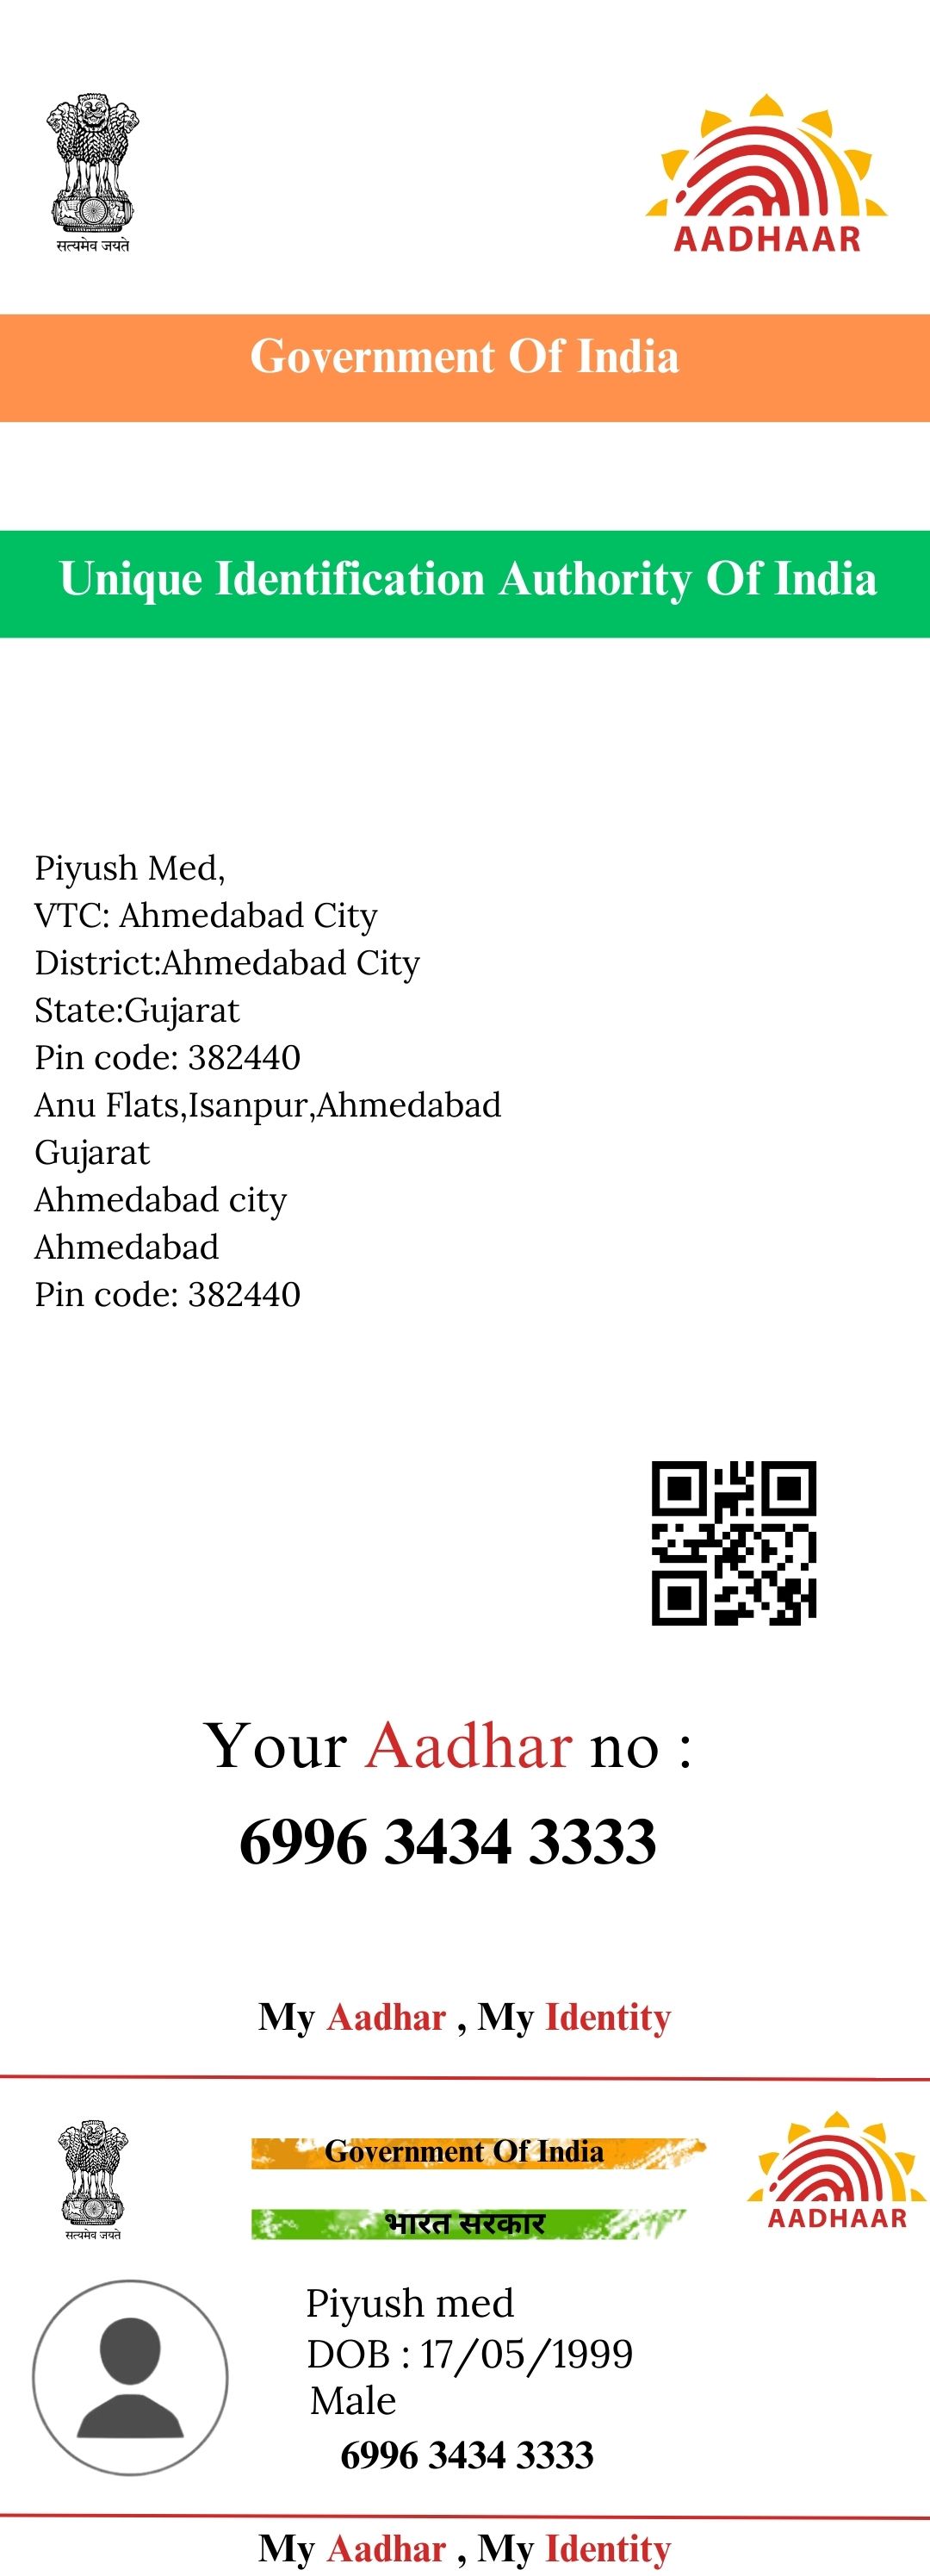 सत्यमेव जयते
AADHAAR
Government Of India
Unique Identification Authority Of India
Piyush Med,
VTC: Ahmedabad City
District:Ahmedabad City
State:Gujarat
Pin code: 382440
Anu Flats,Isanpur,Ahmedabad
Gujarat
Ahmedabad city
Ahmedabad
Pin code: 382440
Your Aadhar no :
6996 3434 3333
My Aadhar , My Identity
सत्यमेव जयते
Government Of India
भारत सरकार
AADHAAR
Piyush med
DOB : 17/05/1999
Male
6996 3434 3333
My Aadhar , My Identity